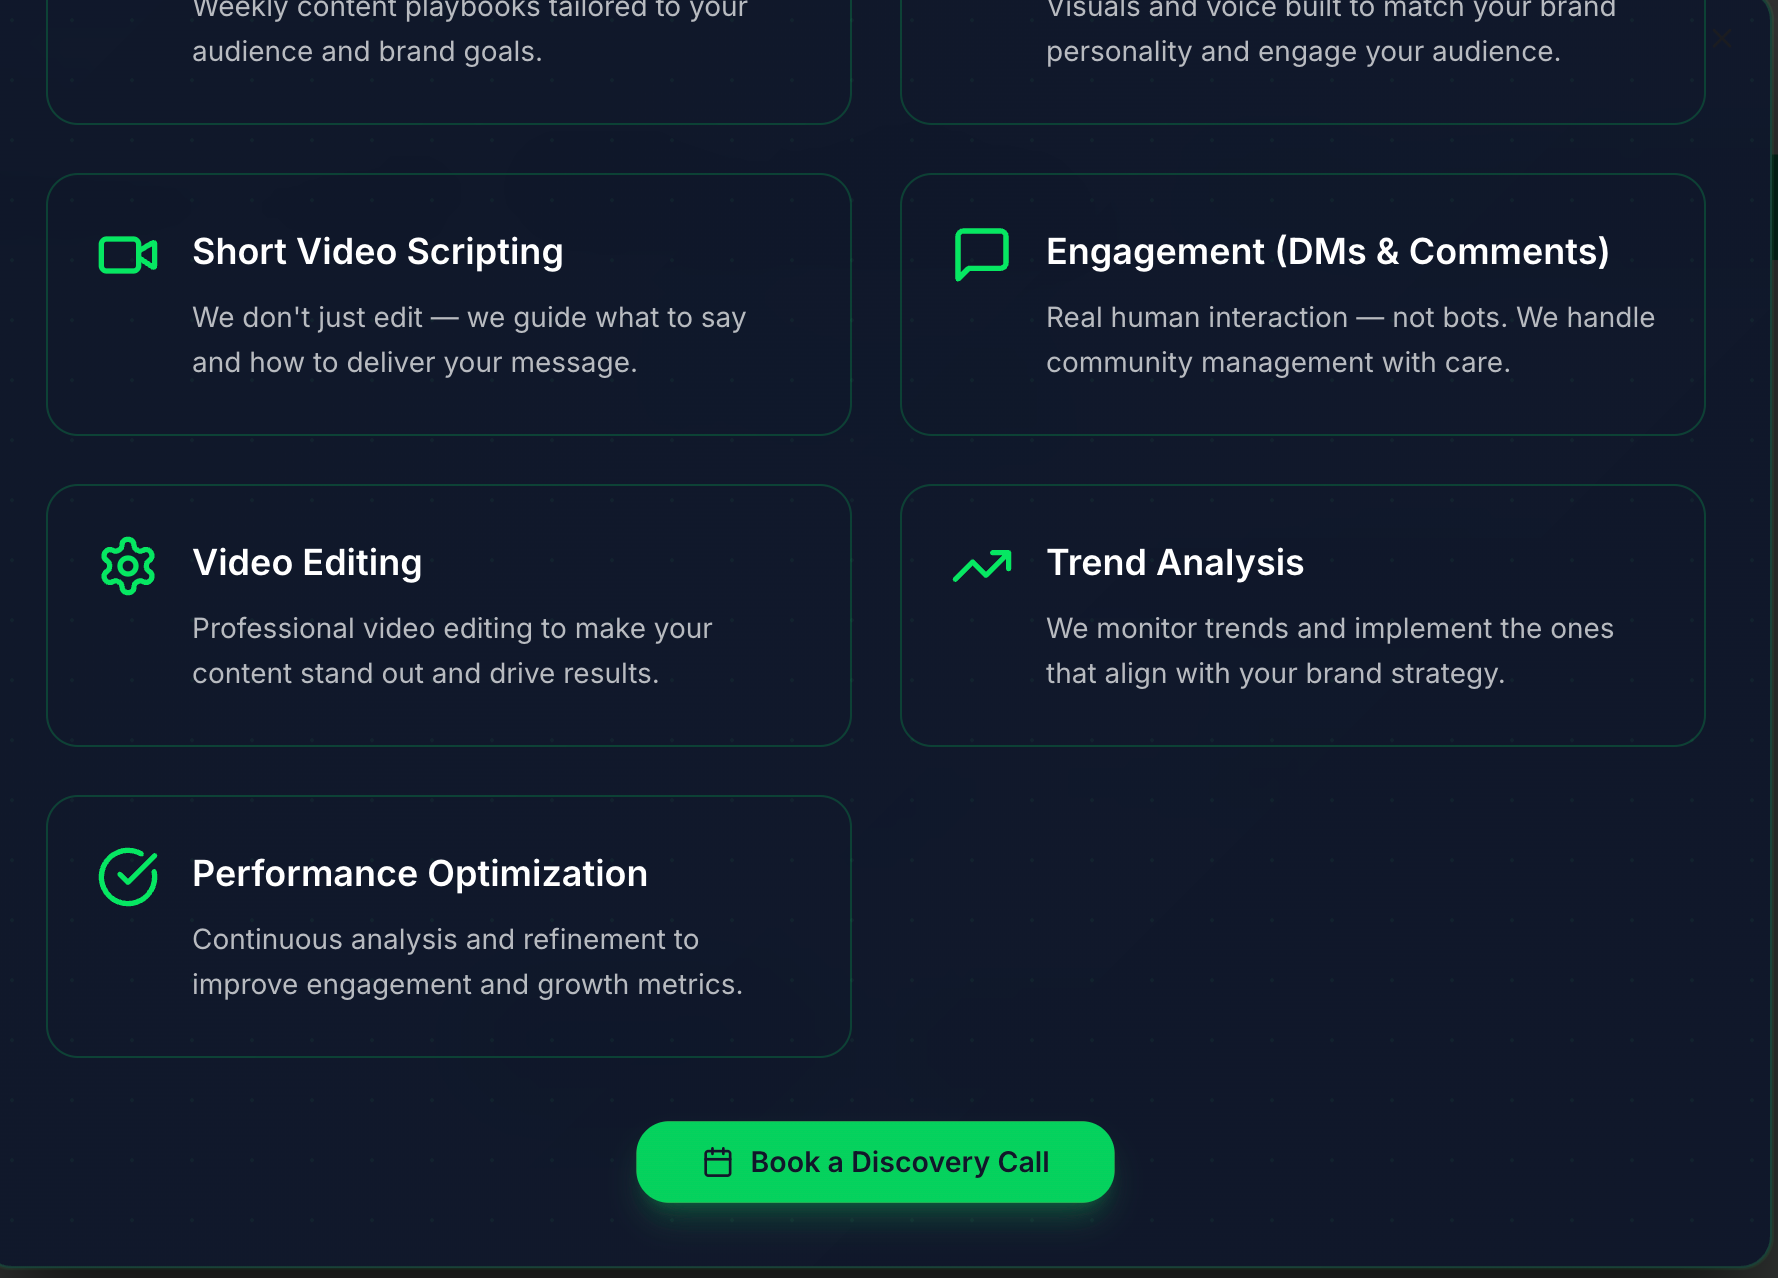 Weekly content playbooks tailored to your
audience and brand goals.
Visuals and voice built to match your brand
personality and engage your audience.
Short Video Scripting
We don't just edit — we guide what to say
and how to deliver your message.
Engagement (DMs & Comments)
Real human interaction — not bots. We handle
community management with care.
Video Editing
Professional video editing to make your
content stand out and drive results.
Trend Analysis
We monitor trends and implement the ones
that align with your brand strategy.
Performance Optimization
Continuous analysis and refinement to
improve engagement and growth metrics.
Book a Discovery Call